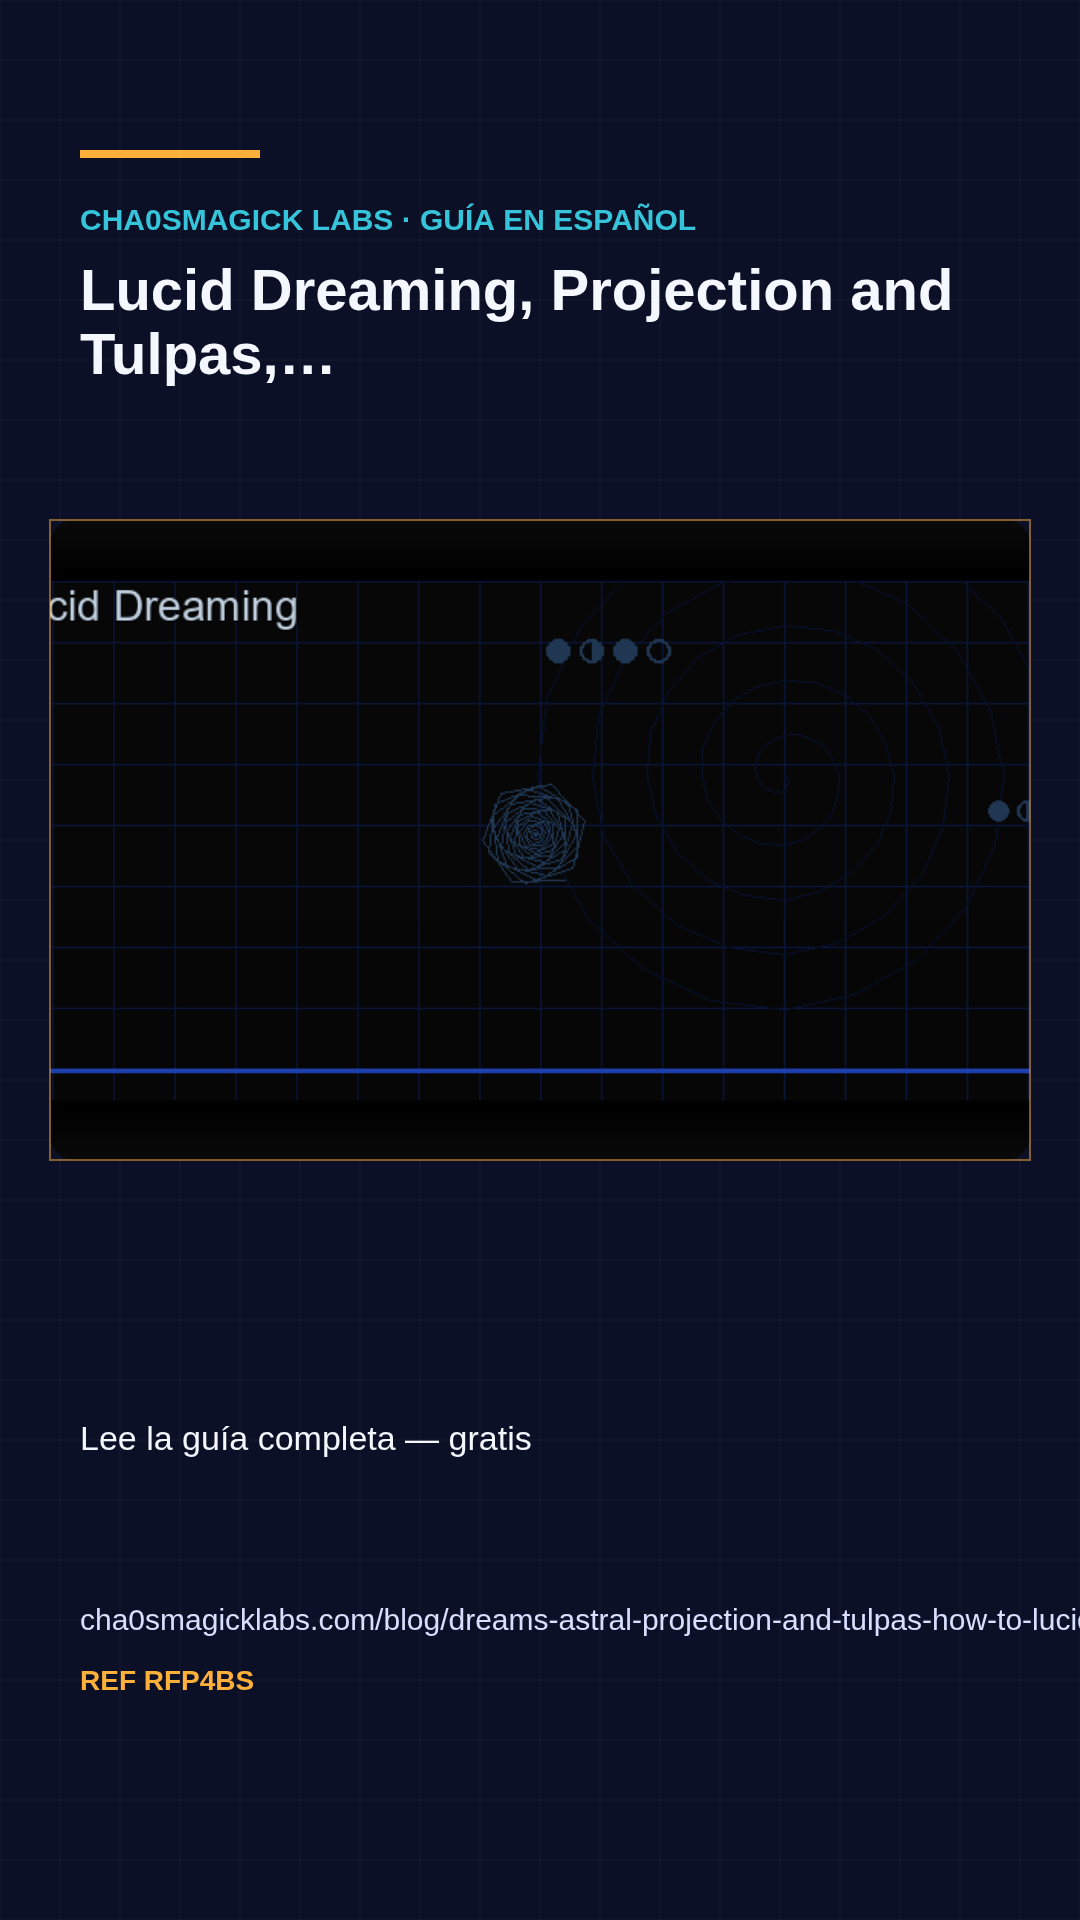 CHA0SMAGICK LABS · GUÍA EN ESPAÑOL
Lucid Dreaming, Projection and
Tulpas,…
cid Dreaming
Lee la guía completa — gratis
cha0smagicklabs.com/blog/dreams-astral-projection-and-tulpas-how-to-luci
REF RFP4BS